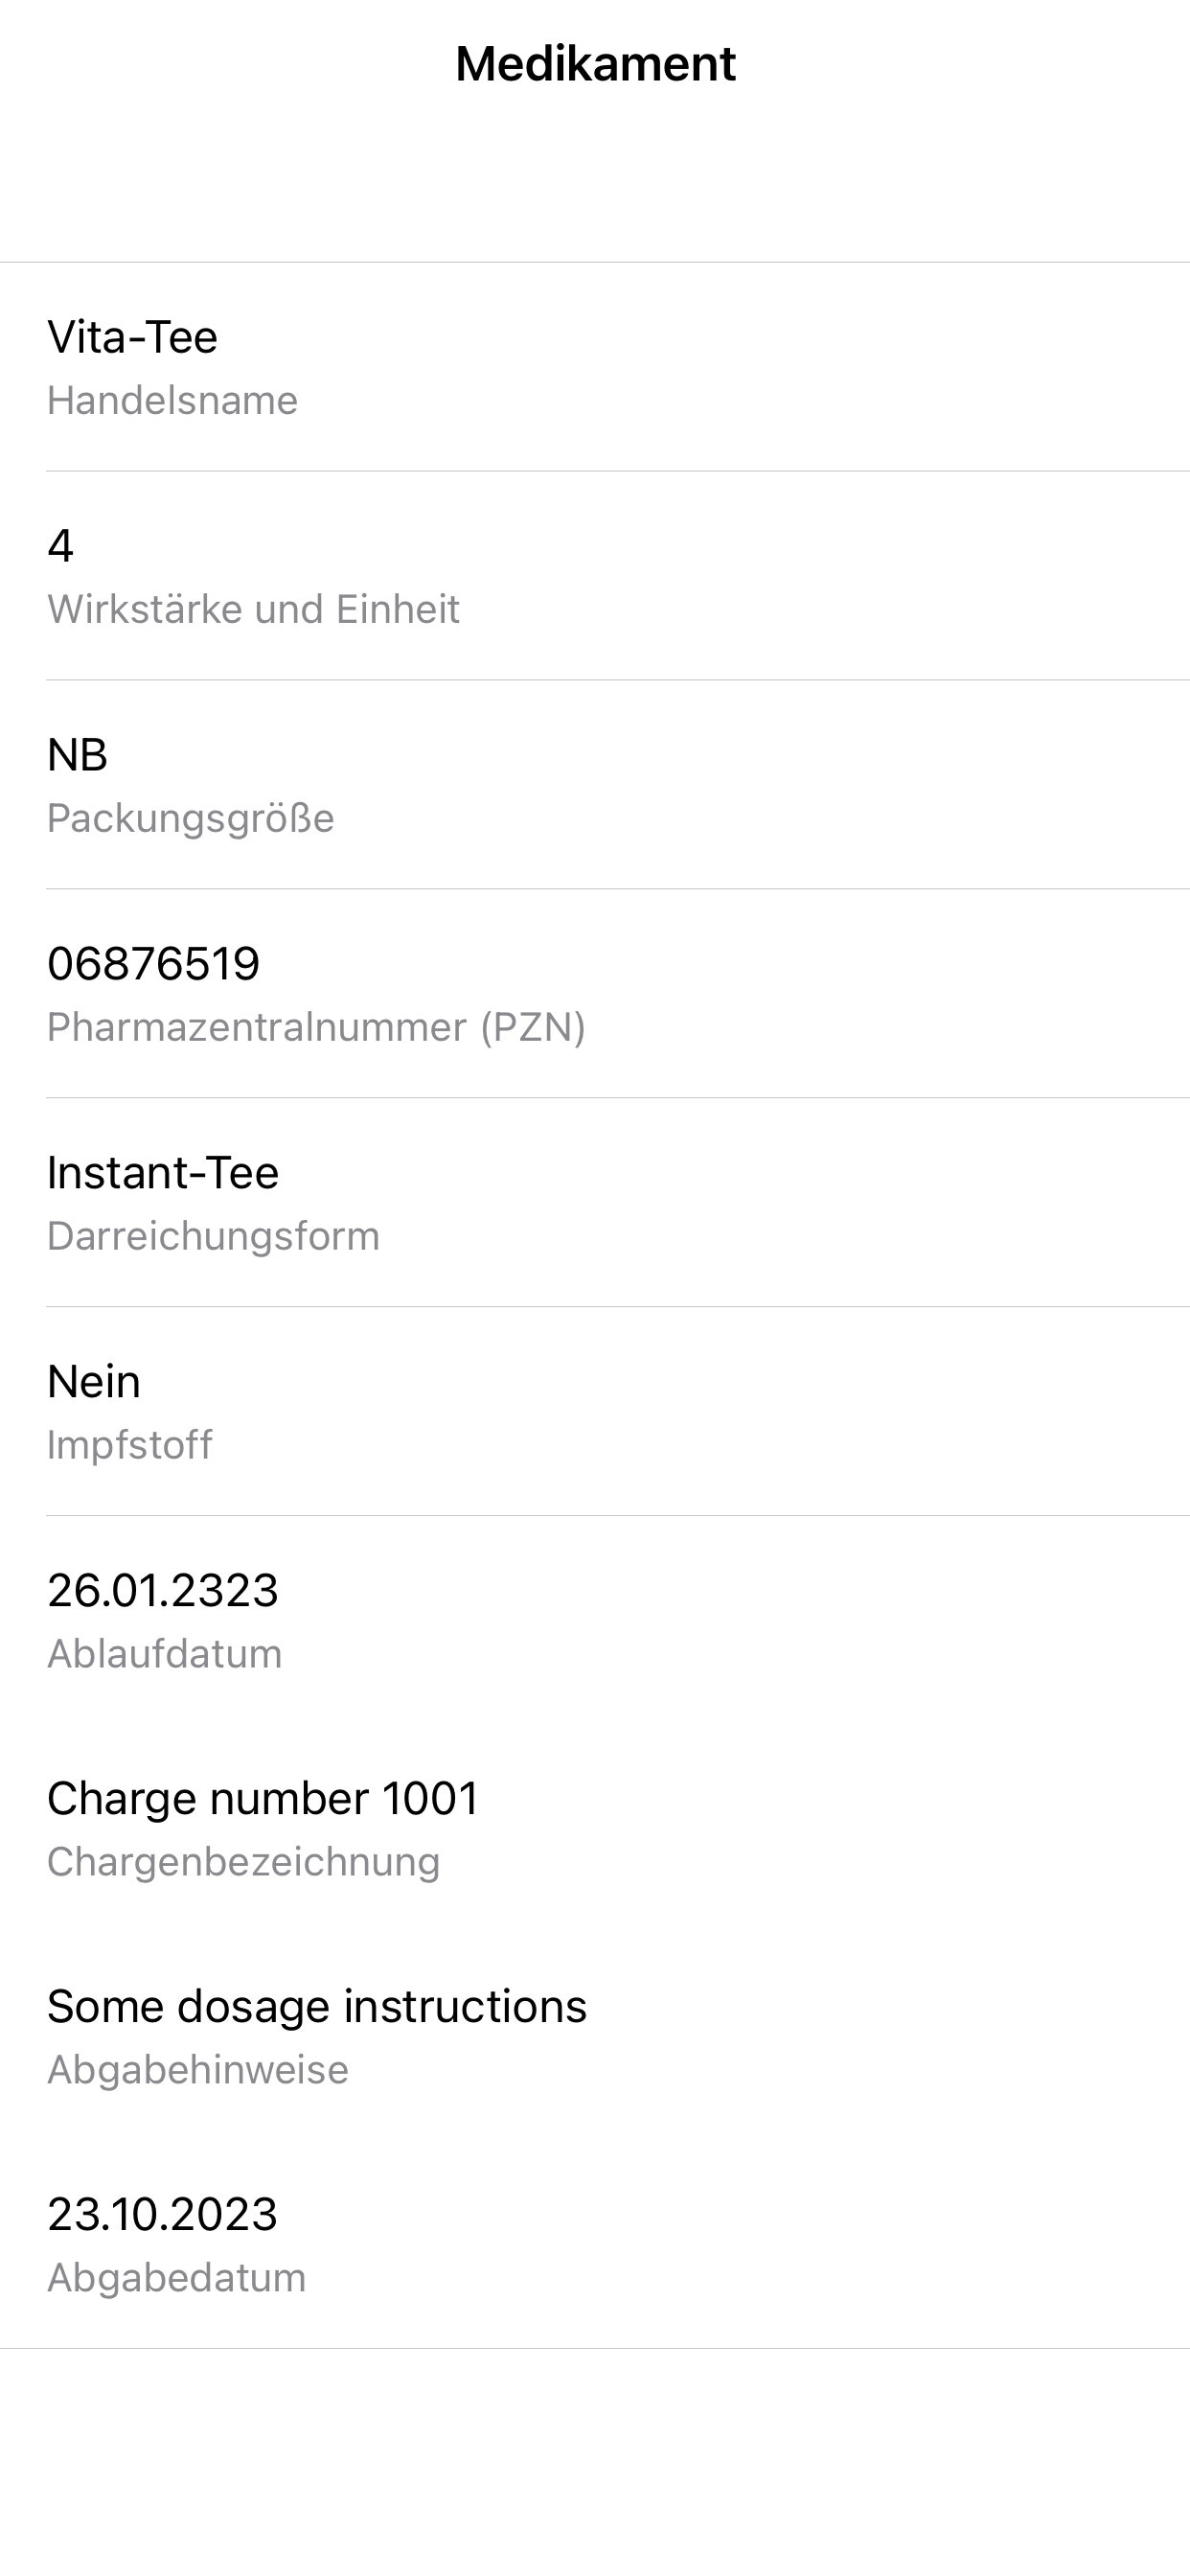 Medikament
Vita-Tee
Handelsname
4
Wirkstärke und Einheit
NB
Packungsgröße
06876519
Pharmazentralnummer (PZN)
Instant-Tee
Darreichungsform
Nein
Impfstoff
26.01.2323
Ablaufdatum
Charge number 1001
Chargenbezeichnung
Some dosage instructions
Abgabehinweise
23.10.2023
Abgabedatum